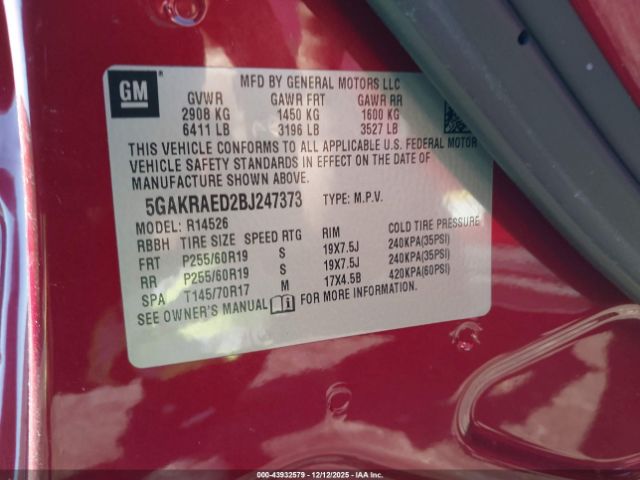 GM
MFD BY GENERAL MOTORS LLC
GVWR GAWR FRT GAWR RR
2908 KG 1450 KG 1600 KG
6411 LB 3196 LB 3527 LB
THIS VEHICLE CONFORMS TO ALL APPLICABLE U.S. FEDERAL MOTOR
VEHICLE SAFETY STANDARDS IN EFFECT ON THE DATE OF
MANUFACTURE SHOWN ABOVE.
5GAKRAED2BJ247373 TYPE: M.P.V.
MODEL: R14526
RBBH TIRE SIZE SPEED RTG RIM COLD TIRE PRESSURE
FRT P255/60R19 S 19X7.5J 240KPA(35PSI)
RR P255/60R19 S 19X7.5J 240KPA(35PSI)
SPA T145/70R17 M 17X4.5B 420KPA(60PSI)
SEE OWNER'S MANUAL FOR MORE INFORMATION.
Stock No: 43932579 - 12/12/2025 - IAA Inc.